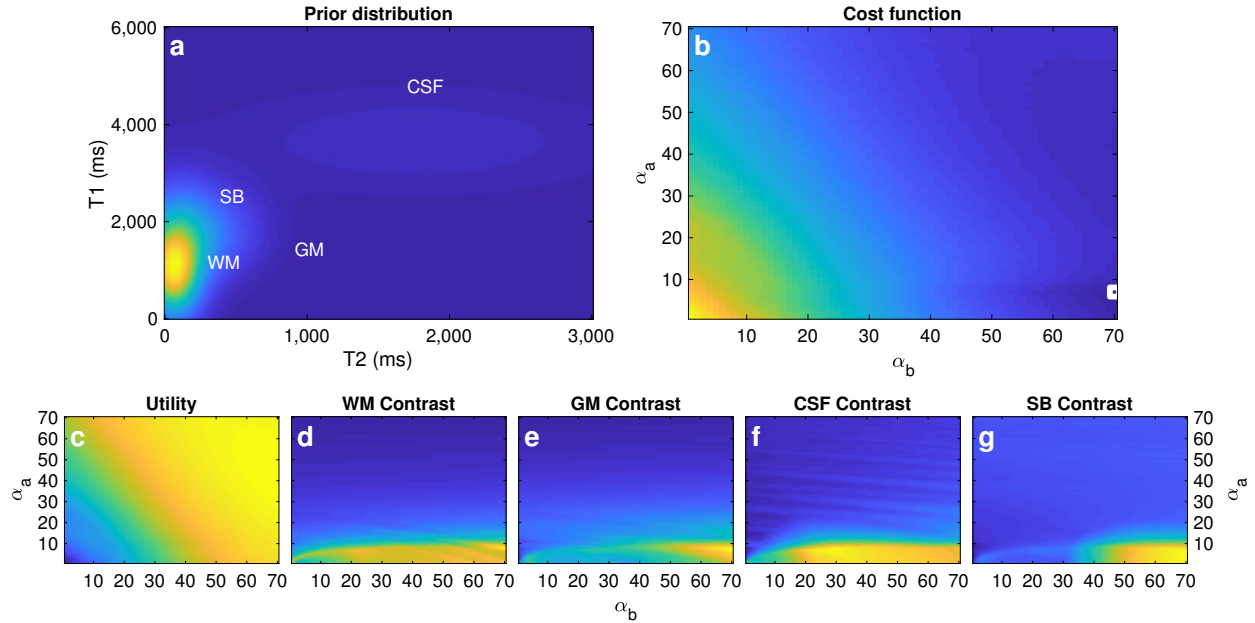 Prior distribution
a
6,000
4,000
2,000
0
T1 (ms)
CSF
SB
WM
GM
0 1,000 2,000 3,000
T2 (ms)
Cost function
b
70
60
50
40
30
20
10
α_a
10 20 30 40 50 60 70
α_b
Utility
c
70
50
40
30
20
10
α_a
10 20 30 40 50 60 70
WM Contrast
d
10 20 30 40 50 60 70
GM Contrast
e
10 20 30 40 50 60 70
CSF Contrast
f
10 20 30 40 50 60 70
SB Contrast
g
70
60
50
40
30
20
10
α_a
10 20 30 40 50 60 70
α_b